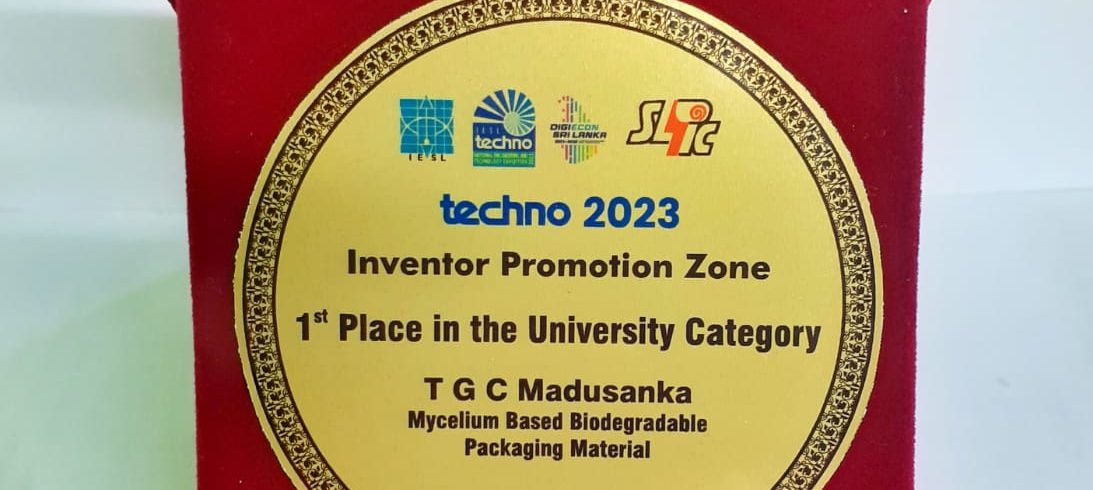 IESL
IESL
techno
DIGIECON
SRI LANKA
SLIC
techno 2023
Inventor Promotion Zone
1st Place in the University Category
T G C Madusanka
Mycelium Based Biodegradable
Packaging Material